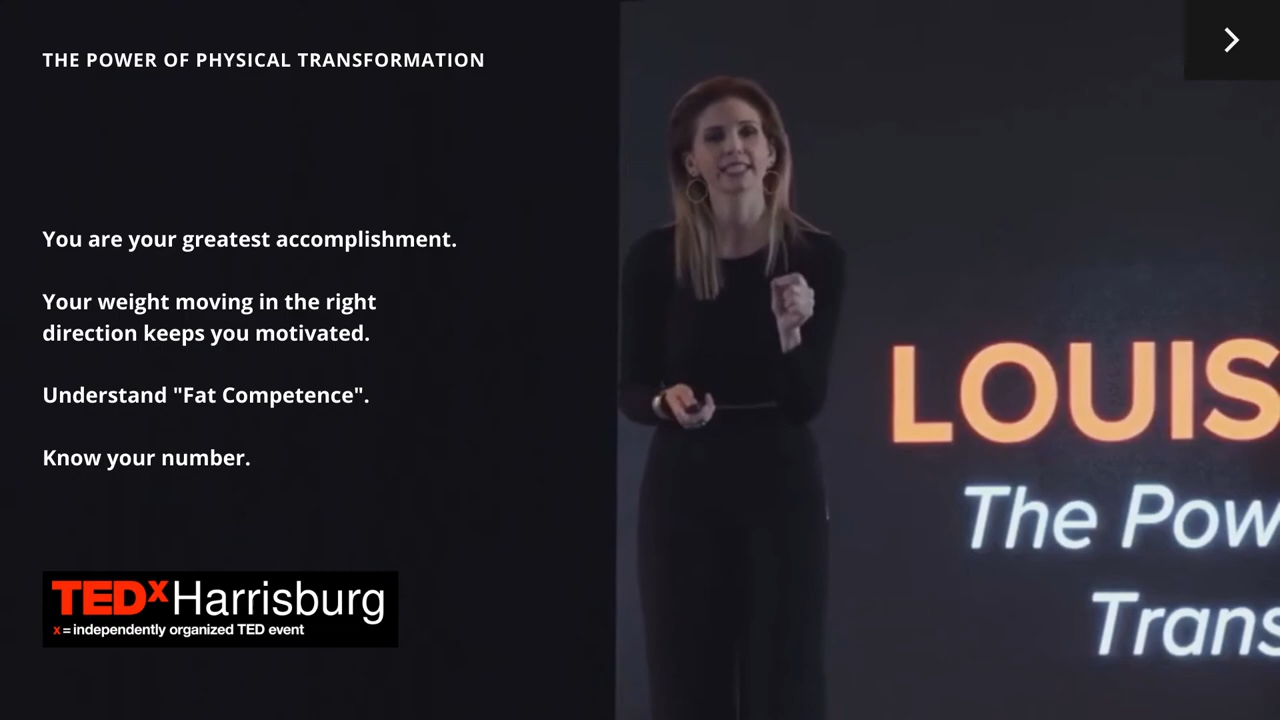 THE POWER OF PHYSICAL TRANSFORMATION
You are your greatest accomplishment.
Your weight moving in the right
direction keeps you motivated.
Understand "Fat Competence".
Know your number.
TEDxHarrisburg
x = independently organized TED event
LOUIS
The Pow
Trans